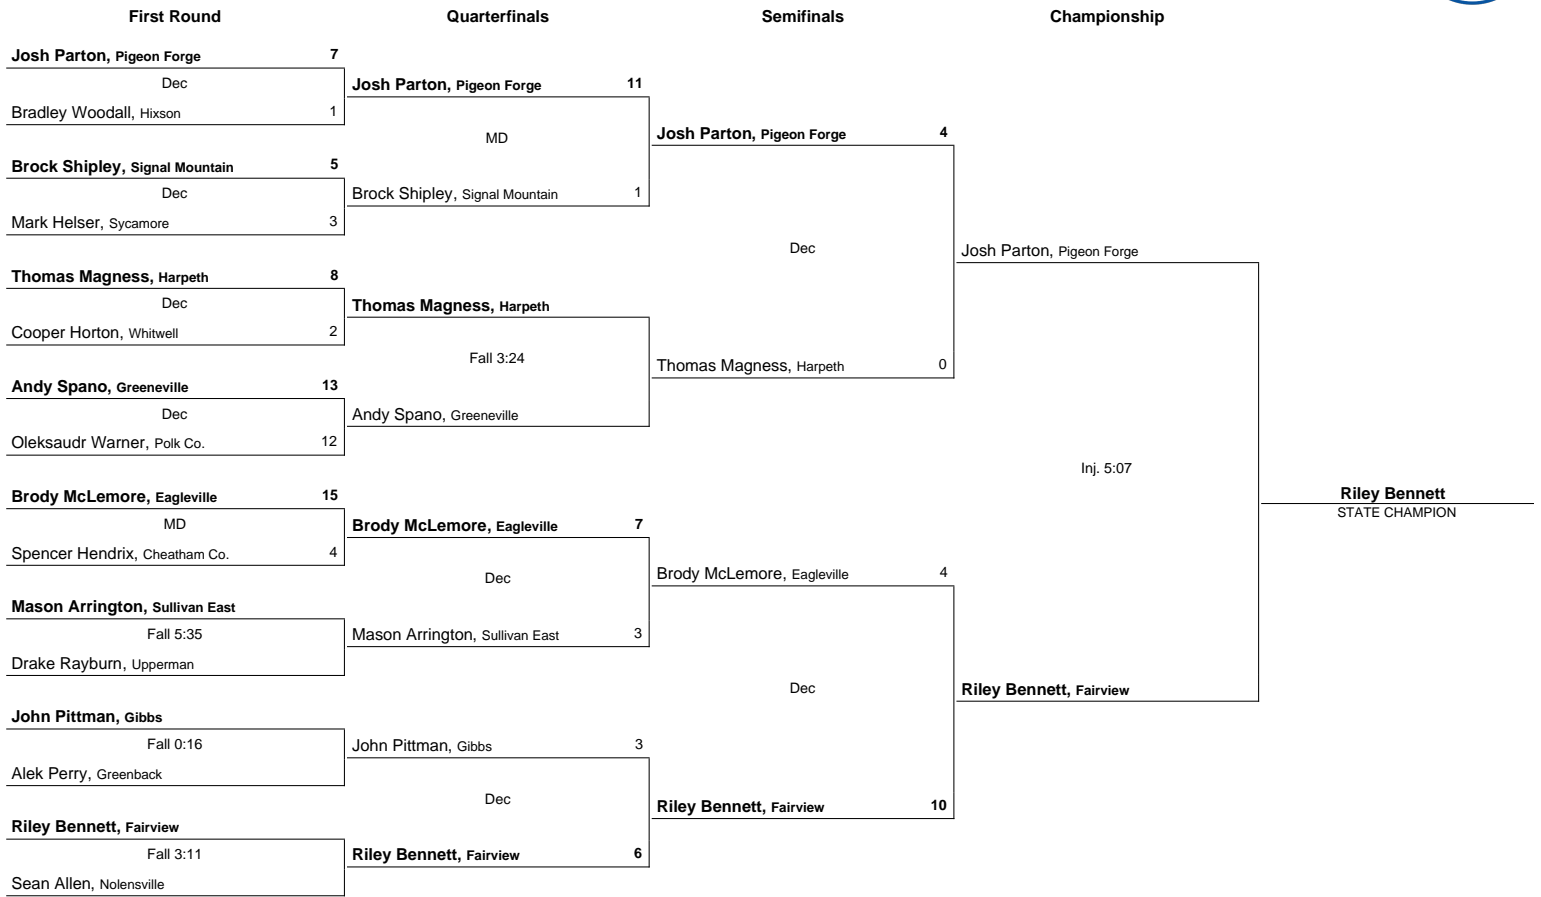 First Round
Quarterfinals
Semifinals
Championship
Josh Parton, Pigeon Forge 7
Dec
Bradley Woodall, Hixson 1
Brock Shipley, Signal Mountain 5
Dec
Mark Helser, Sycamore 3
Thomas Magness, Harpeth 8
Dec
Cooper Horton, Whitwell 2
Andy Spano, Greeneville 13
Dec
Oleksaudr Warner, Polk Co. 12
Brody McLemore, Eagleville 15
MD
Spencer Hendrix, Cheatham Co. 4
Mason Arrington, Sullivan East
Fall 5:35
Drake Rayburn, Upperman
John Pittman, Gibbs
Fall 0:16
Alek Perry, Greenback
Riley Bennett, Fairview
Fall 3:11
Sean Allen, Nolensville
Josh Parton, Pigeon Forge 11
MD
Brock Shipley, Signal Mountain 1
Thomas Magness, Harpeth
Fall 3:24
Andy Spano, Greeneville
Brody McLemore, Eagleville 7
Dec
Mason Arrington, Sullivan East 3
John Pittman, Gibbs 3
Dec
Riley Bennett, Fairview 6
Josh Parton, Pigeon Forge 4
Dec
Thomas Magness, Harpeth 0
Brody McLemore, Eagleville 4
Dec
Riley Bennett, Fairview 10
Josh Parton, Pigeon Forge
Inj. 5:07
Riley Bennett, Fairview
Riley Bennett
STATE CHAMPION